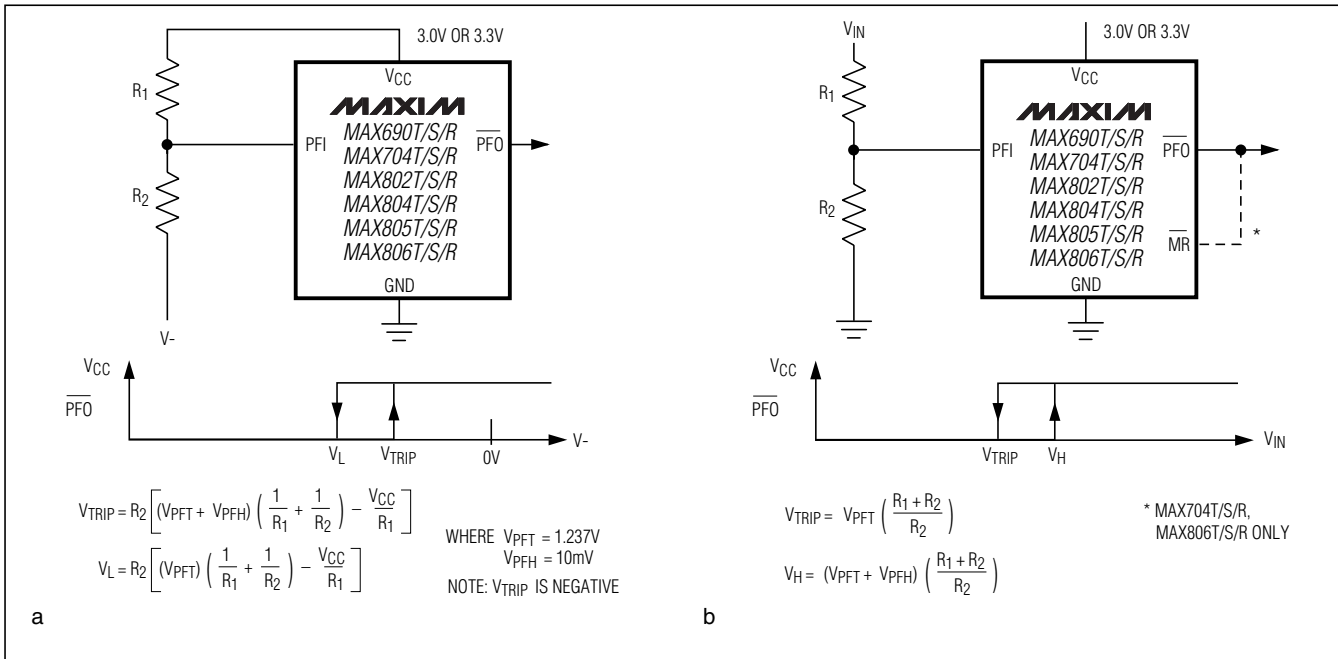 3.0V OR 3.3V
VCC
R1
MAXIM
MAX690T/S/R
PFI
PFO
MAX704T/S/R
MAX802T/S/R
R2
MAX804T/S/R
MAX805T/S/R
MAX806T/S/R
GND
V-
VCC
PFO
V-
VL
VTRIP
0V
VTRIP = R2 [(VPFT + VPFH) (1/R1 + 1/R2) – VCC/R1]
VL = R2 [(VPFT) (1/R1 + 1/R2) – VCC/R1]
WHERE VPFT = 1.237V
VPFH = 10mV
NOTE: VTRIP IS NEGATIVE
a
VIN
3.0V OR 3.3V
VCC
R1
MAXIM
MAX690T/S/R
PFI
PFO
MAX704T/S/R
MAX802T/S/R
R2
MAX804T/S/R
MAX805T/S/R
MR
*
MAX806T/S/R
GND
VCC
PFO
VIN
VTRIP
VH
VTRIP = VPFT (R1 + R2/R2)
VH = (VPFT + VPFH) (R1 + R2/R2)
* MAX704T/S/R,
MAX806T/S/R ONLY
b